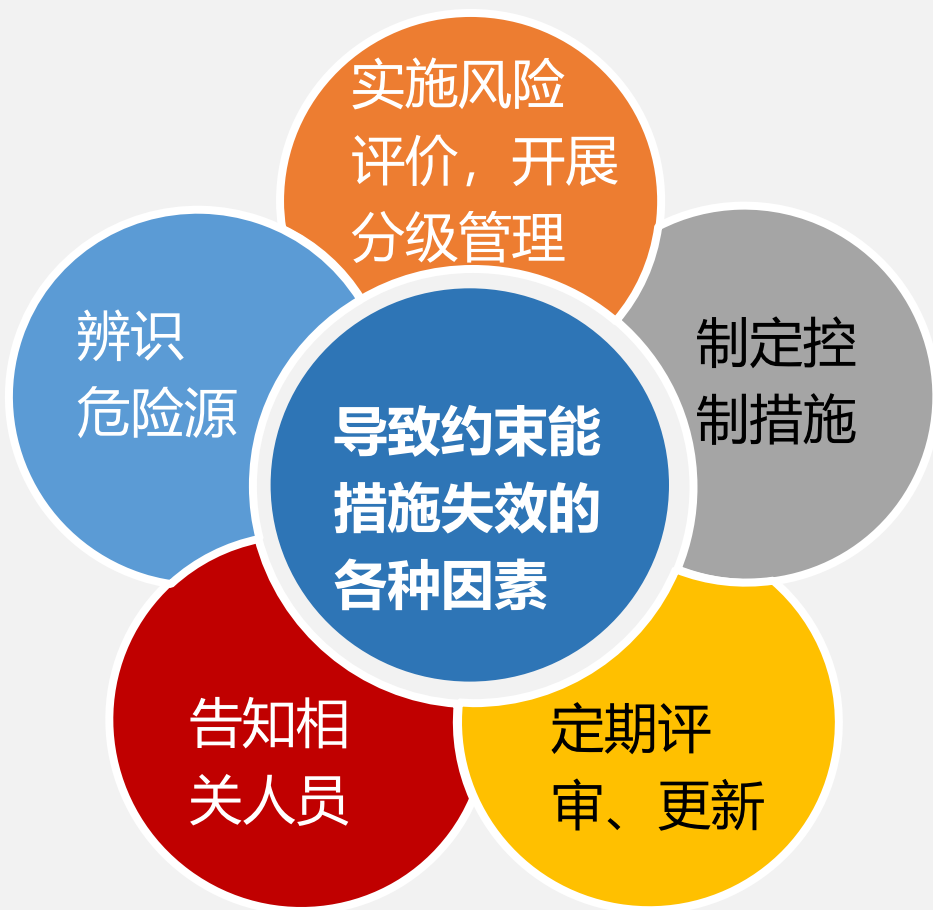 实施风险
评价，开展
分级管理
辨识
危险源
制定控
制措施
导致约束能
措施失效的
各种因素
告知相
关人员
定期评
审、更新